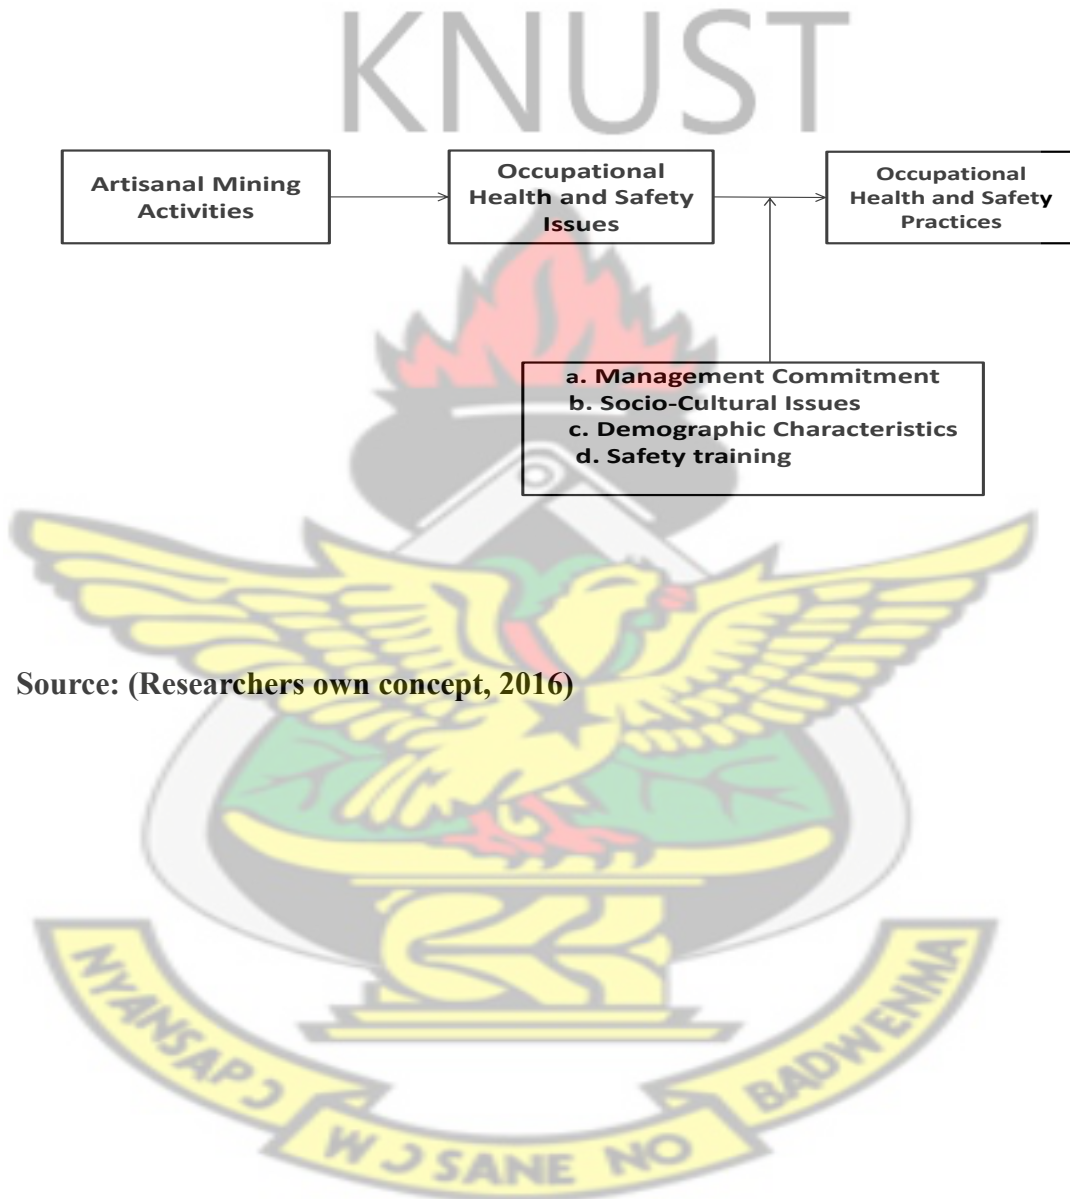 KNUST
Artisanal Mining
Activities
Occupational
Health and Safety
Issues
Occupational
Health and Safety
Practices
a. Management Commitment
b. Socio-Cultural Issues
c. Demographic Characteristics
d. Safety training
Source: (Researchers own concept, 2016)
NYANSAPƆ
WƆ SANE NO
BADWENMA